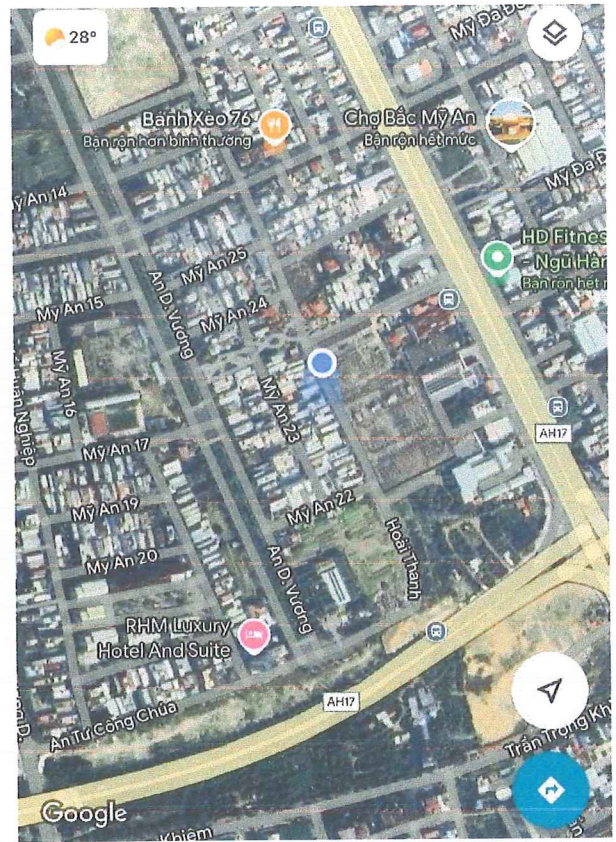 28°
Mỹ Đa Đô
Bánh Xèo 76
Bận rộn hơn bình thường
Chợ Bắc Mỹ An
Bận rộn hết mức
Mỹ Đa Đ
ỹ An 14
HD Fitnes
- Ngũ Hàn
Bận rộn hết r
Mỹ An 25
Mỹ An 15
An D. Vương
Mỹ An 24
Mỹ An 16
Mỹ An 23
AH17
Mỹ An 17
Mỹ An 19
Mỹ An 22
Mỹ An 20
Hoài Thanh
An D. Vương
RHM Luxury
Hotel And Suite
AH17
An Tư Công Chúa
Trần Trọng Kh
Google
Khiêm